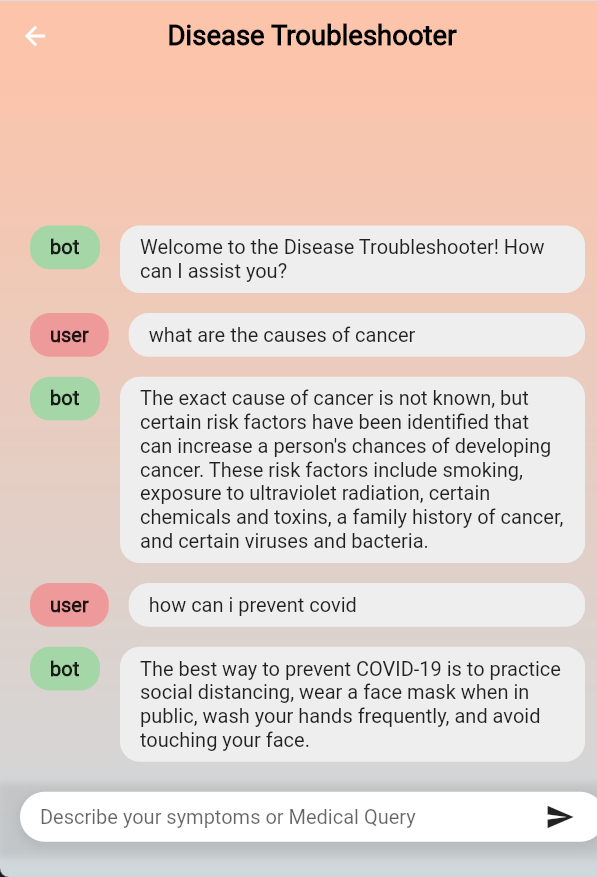 Disease Troubleshooter
bot
Welcome to the Disease Troubleshooter! How
can I assist you?
user
what are the causes of cancer
bot
The exact cause of cancer is not known, but
certain risk factors have been identified that
can increase a person's chances of developing
cancer. These risk factors include smoking,
exposure to ultraviolet radiation, certain
chemicals and toxins, a family history of cancer,
and certain viruses and bacteria.
user
how can i prevent covid
bot
The best way to prevent COVID-19 is to practice
social distancing, wear a face mask when in
public, wash your hands frequently, and avoid
touching your face.
Describe your symptoms or Medical Query